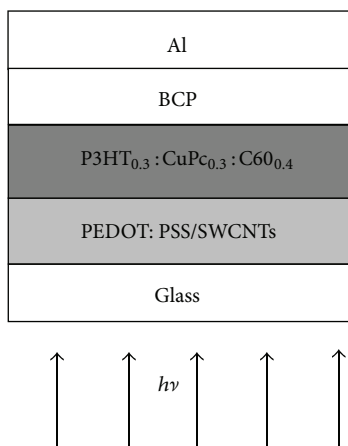 Al
BCP
P3HT₀.₃ : CuPc₀.₃ : C60₀.₄
PEDOT: PSS/SWCNTs
Glass
hν